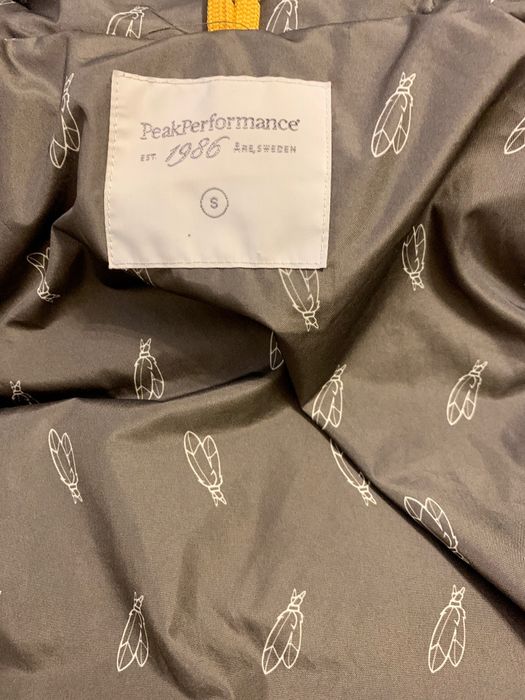 PeakPerformance®
EST. 1986 ÅRE, SWEDEN
S